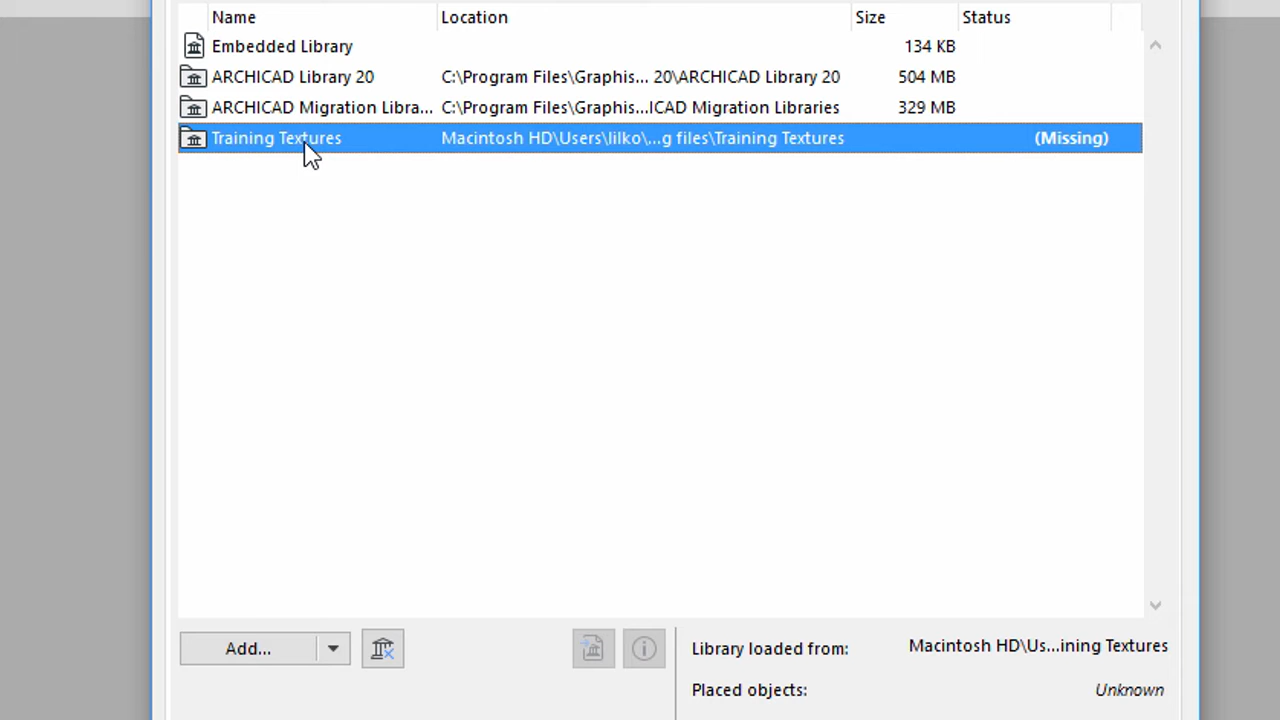 Name Location Size Status
Embedded Library 134 KB
ARCHICAD Library 20 C:\Program Files\Graphis... 20\ARCHICAD Library 20 504 MB
ARCHICAD Migration Libra... C:\Program Files\Graphis...ICAD Migration Libraries 329 MB
Training Textures Macintosh HD\Users\lilko\...g files\Training Textures (Missing)
Add... Library loaded from: Macintosh HD\Us...ining Textures
Placed objects: Unknown